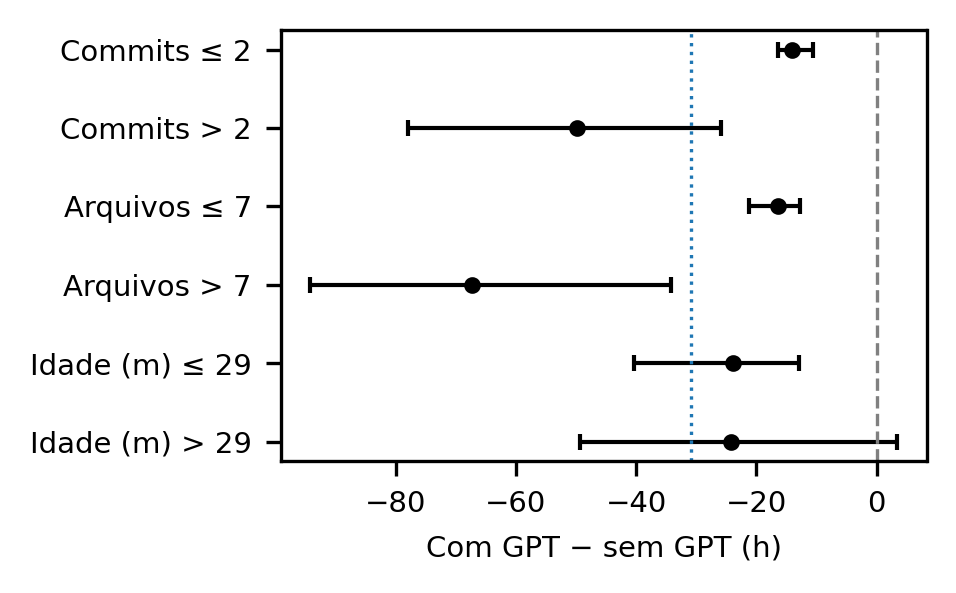 Commits ≤ 2
Commits > 2
Arquivos ≤ 7
Arquivos > 7
Idade (m) ≤ 29
Idade (m) > 29
−80 −60 −40 −20 0
Com GPT − sem GPT (h)